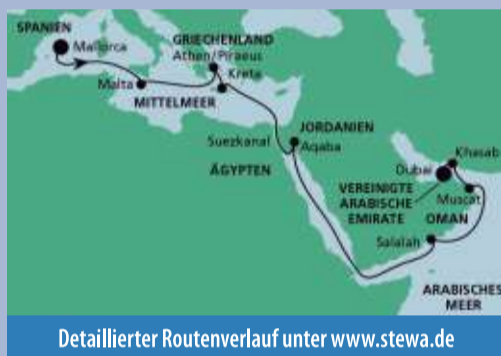 SPANIEN
Mallorca
GRIECHENLAND
Athen/Piraeus
Malta
Kreta
MITTELMEER
JORDANIEN
Suezkanal
Aqaba
ÄGYPTEN
Khasab
Dubai
VEREINIGTE
ARABISCHE
EMIRATE
Muscat
OMAN
Salalah
ARABISCHES
MEER
Detaillierter Routenverlauf unter www.stewa.de